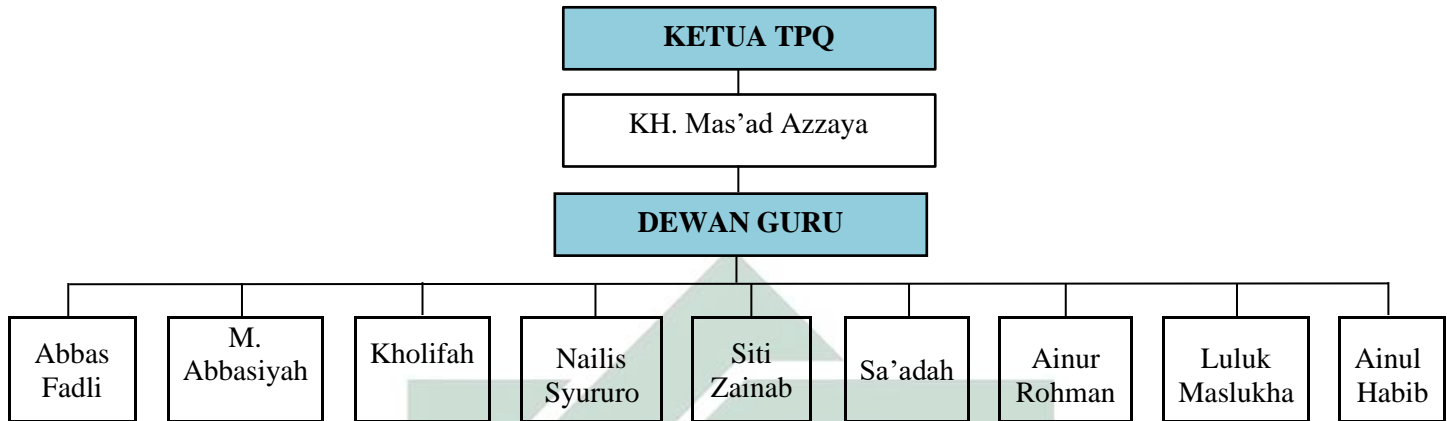 KETUA TPQ
KH. Mas’ad Azzaya
DEWAN GURU
Abbas
Fadli
M.
Abbasiyah
Kholifah
Nailis
Syururo
Siti
Zainab
Sa’adah
Ainur
Rohman
Luluk
Maslukha
Ainul
Habib